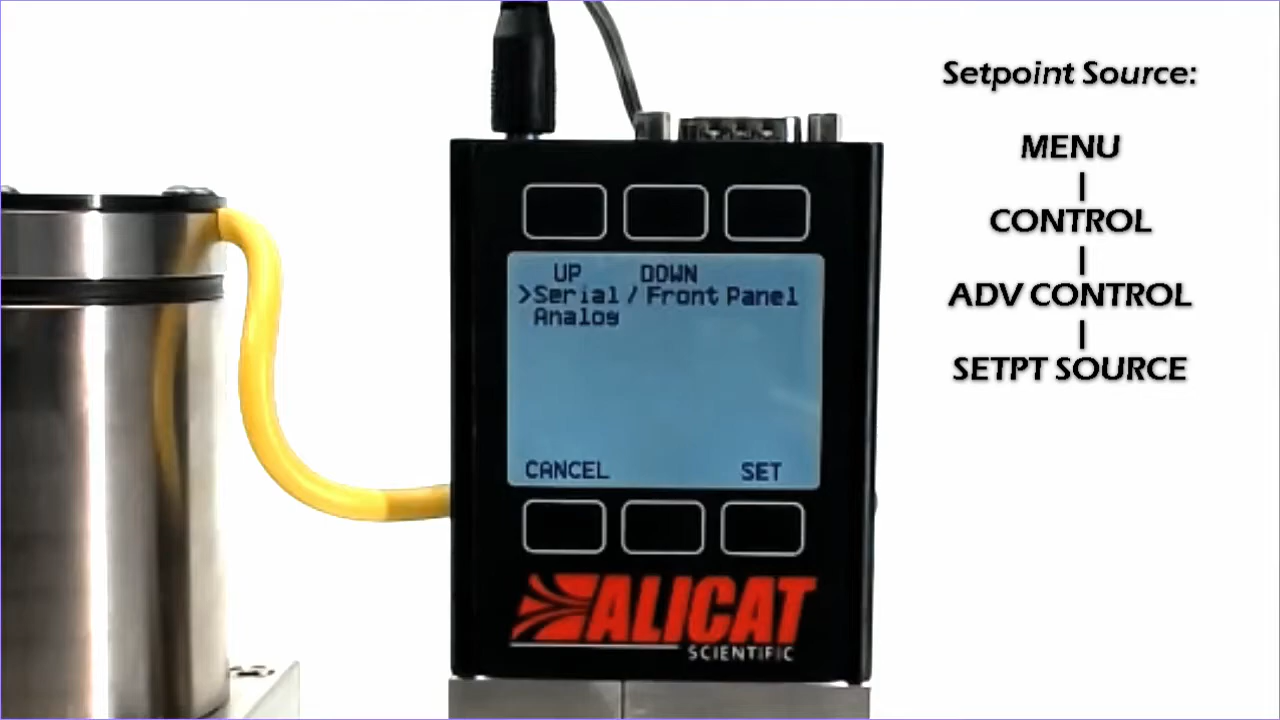 Setpoint Source:
MENU
CONTROL
ADV CONTROL
SETPT SOURCE
UP DOWN
>Serial / Front Panel
Analog
CANCEL SET
ALICAT
SCIENTIFIC